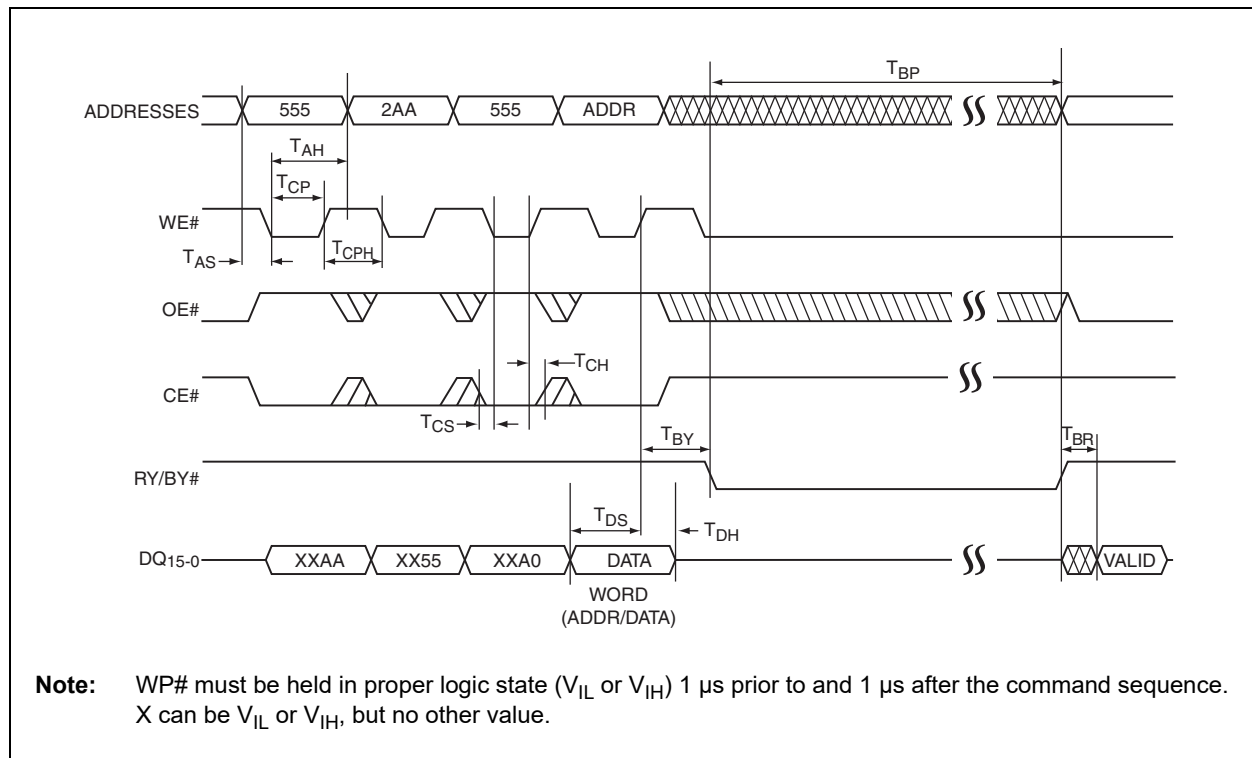 TBP
ADDRESSES 555 2AA 555 ADDR
TAH
TCP
WE#
TAS TCPH
OE#
TCH
CE#
TCS
TBY TBR
RY/BY#
TDS TDH
DQ15-0 XXAA XX55 XXA0 DATA VALID
WORD
(ADDR/DATA)
Note: WP# must be held in proper logic state (VIL or VIH) 1 µs prior to and 1 µs after the command sequence.
X can be VIL or VIH, but no other value.